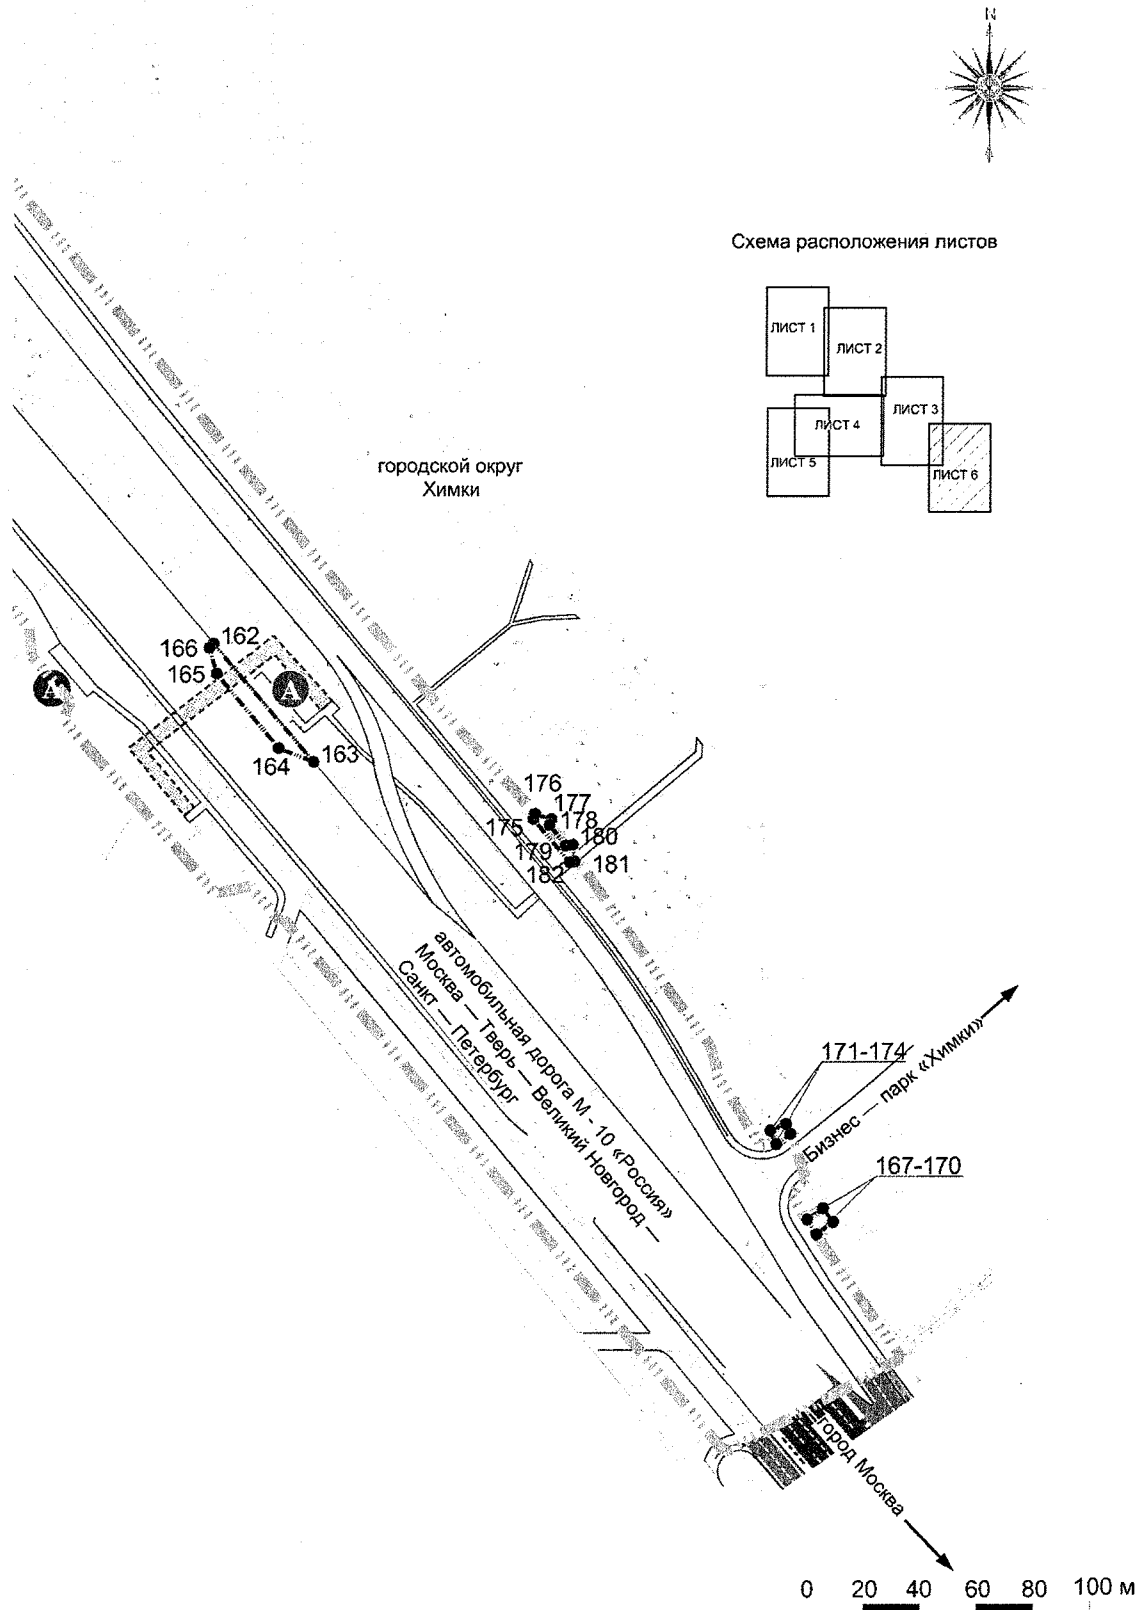 N
Схема расположения листов
ЛИСТ 1
ЛИСТ 2
ЛИСТ 3
ЛИСТ 4
ЛИСТ 5
ЛИСТ 6
городской округ
Химки
162
166
165
А
А
164
163
176
177
175
178
180
179
181
182
автомобильная дорога М - 10 «Россия»
Москва — Тверь — Великий Новгород —
Санкт — Петербург
171-174
Бизнес — парк «Химки»
167-170
город Москва
0 20 40 60 80 100 м